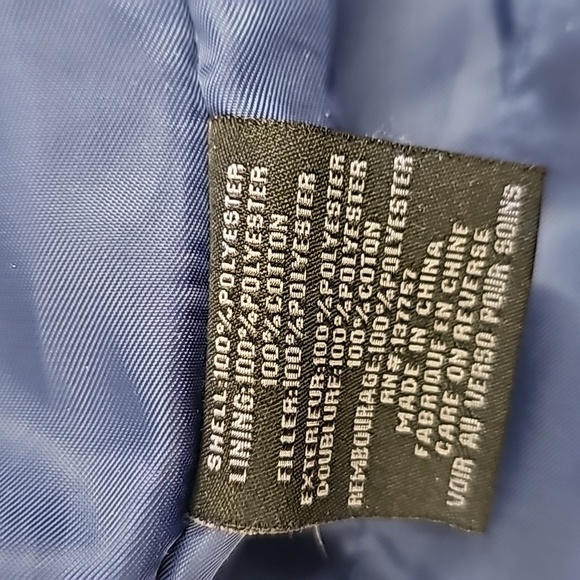 SHELL:100%POLYESTER
LINING:100%POLYESTER
100%COTTON
FILLER:100%POLYESTER
EXTERIEUR:100%POLYESTER
DOUBLURE:100%POLYESTER
100%COTON
REMBOURAGE:100%POLYESTER
RN#:137757
MADE IN CHINA
FABRIQUE EN CHINE
CARE ON REVERSE
VOIR AU VERSO POUR SOINS